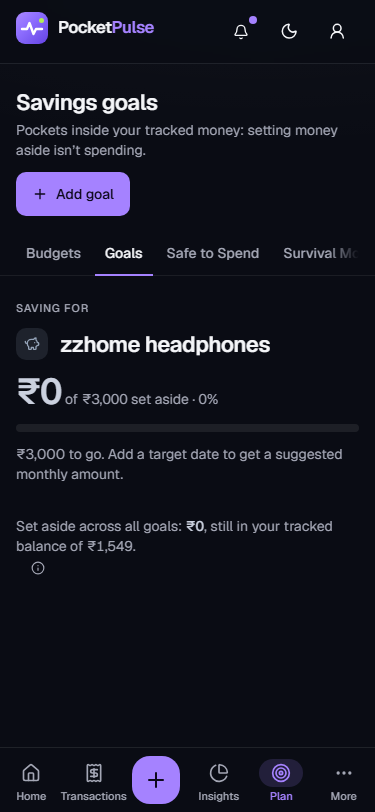 PocketPulse
Savings goals
Pockets inside your tracked money: setting money
aside isn't spending.
+ Add goal
Budgets Goals Safe to Spend Survival Mo
SAVING FOR
zzhome headphones
₹0 of ₹3,000 set aside · 0%
₹3,000 to go. Add a target date to get a suggested
monthly amount.
Set aside across all goals: ₹0, still in your tracked
balance of ₹1,549.
Home Transactions Insights Plan More